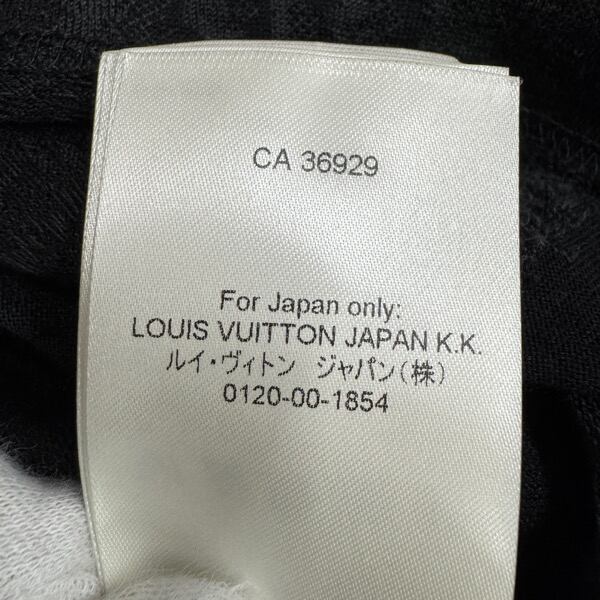 CA 36929
For Japan only:
LOUIS VUITTON JAPAN K.K.
ルイ・ヴィトン ジャパン(株)
0120-00-1854